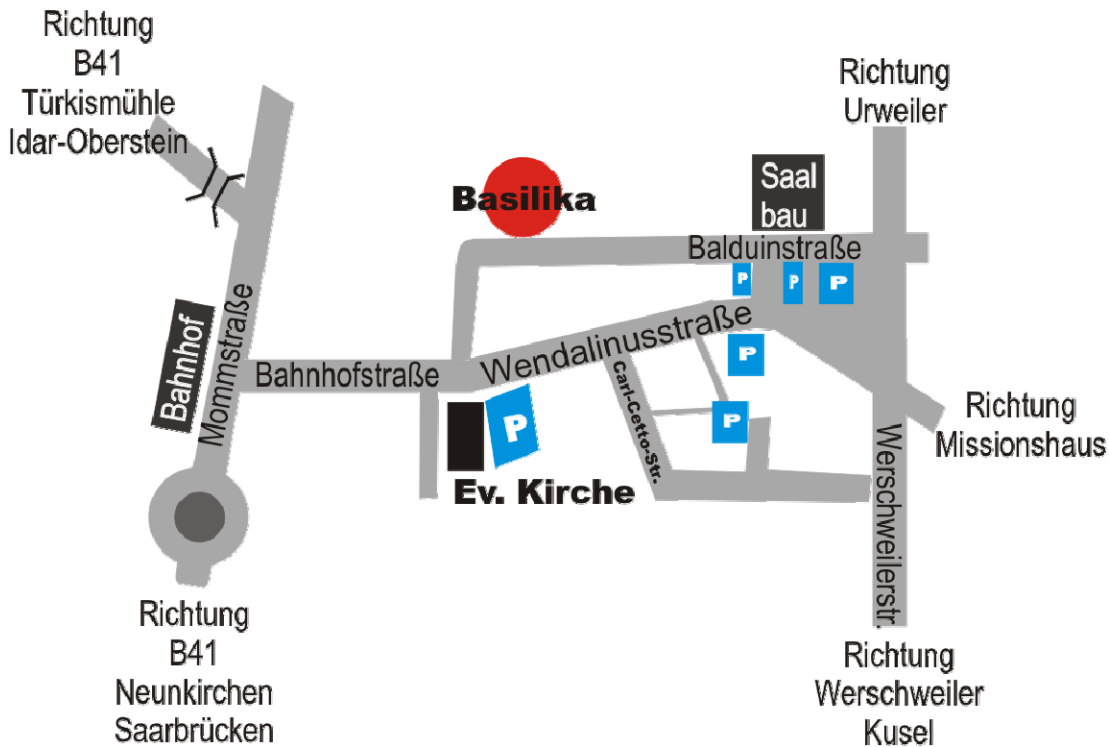 Richtung
B41
Türkismühle
Idar-Oberstein
Richtung
Urweiler
Basilika
Saal
bau
Balduinstraße
P
P
P
Bahnhof
Mommstraße
Bahnhofstraße
Wendalinusstraße
P
Carl-Cetto-Str.
P
P
Ev. Kirche
Richtung
Missionshaus
Werschweilerstr.
Richtung
B41
Neunkirchen
Saarbrücken
Richtung
Werschweiler
Kusel